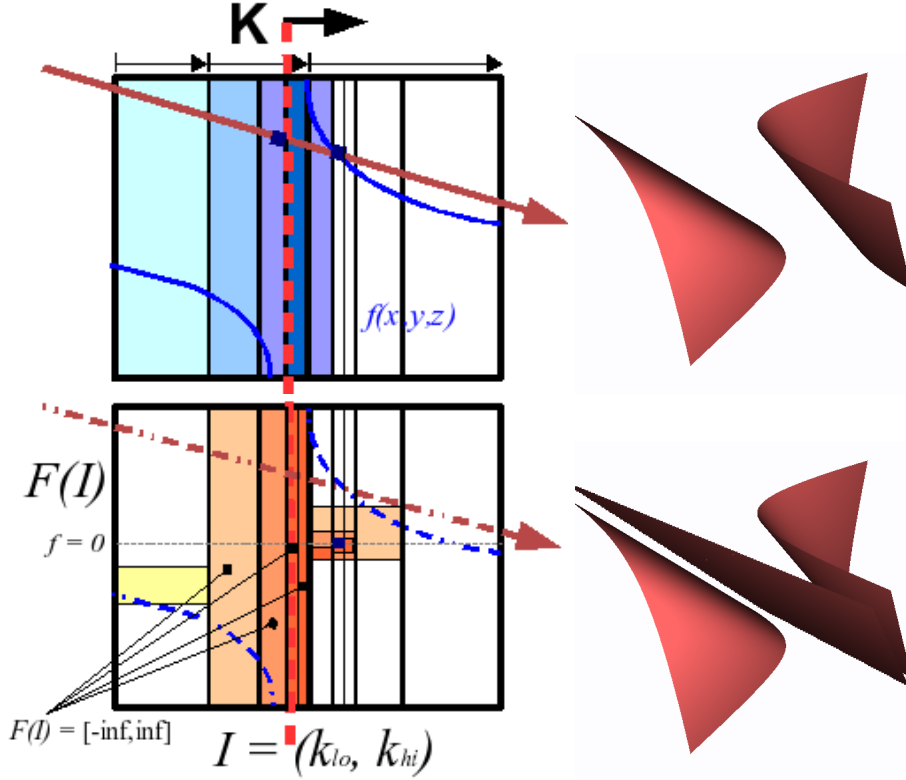 K
f(x,y,z)
F(I)
f = 0
F(I) = [-inf,inf]
I = (klo, khi)